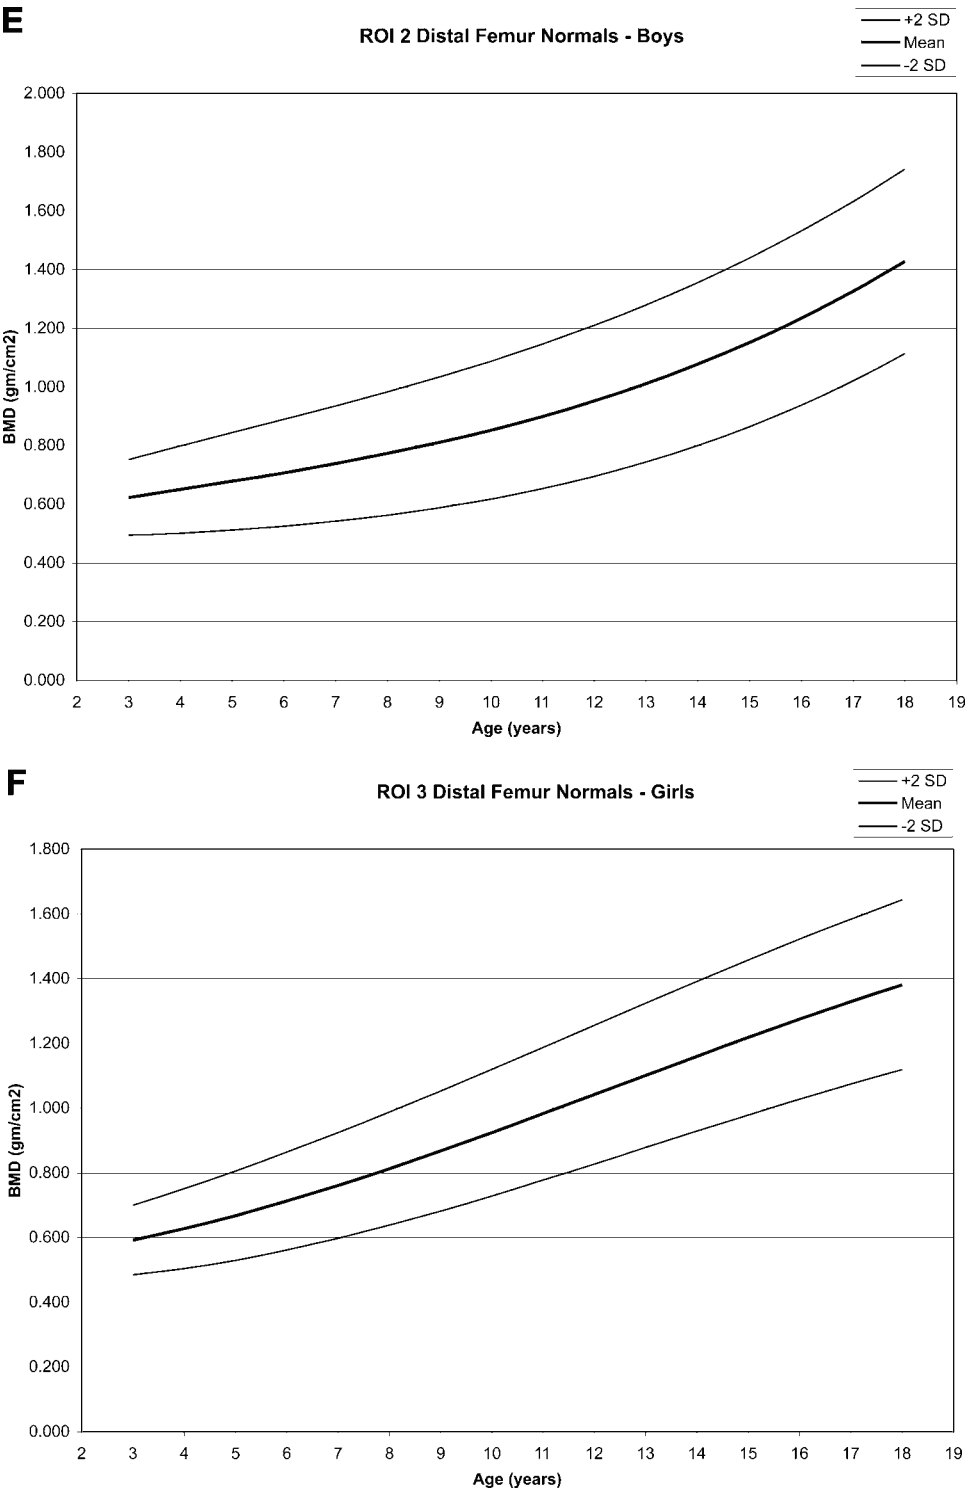 E
ROI 2 Distal Femur Normals - Boys
+2 SD
Mean
-2 SD
2.000
1.800
1.600
1.400
1.200
1.000
0.800
0.600
0.400
0.200
0.000
BMD (gm/cm2)
2 3 4 5 6 7 8 9 10 11 12 13 14 15 16 17 18 19
Age (years)
F
ROI 3 Distal Femur Normals - Girls
+2 SD
Mean
-2 SD
1.800
1.600
1.400
1.200
1.000
0.800
0.600
0.400
0.200
0.000
BMD (gm/cm2)
2 3 4 5 6 7 8 9 10 11 12 13 14 15 16 17 18 19
Age (years)